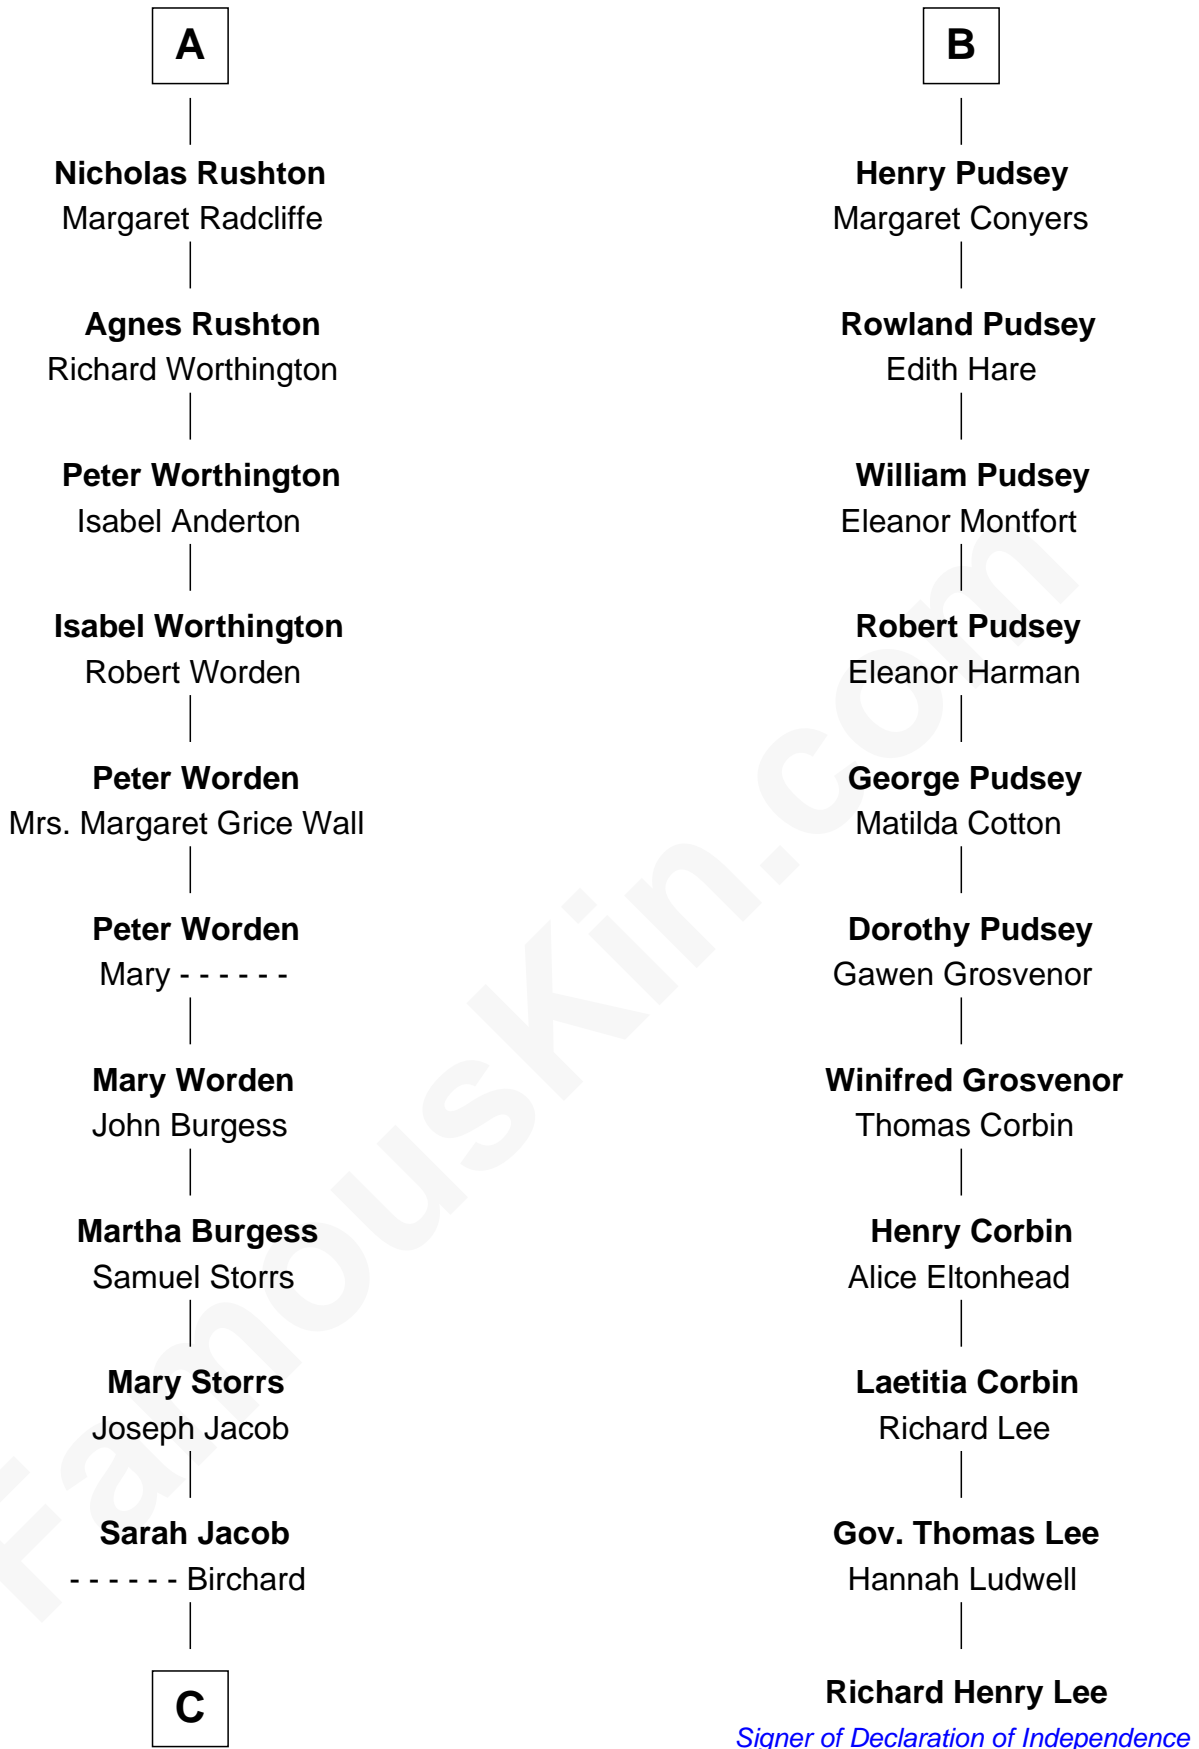 A
Nicholas Rushton
Margaret Radcliffe
Agnes Rushton
Richard Worthington
Peter Worthington
Isabel Anderton
Isabel Worthington
Robert Worden
Peter Worden
Mrs. Margaret Grice Wall
Peter Worden
Mary - - - - - -
Mary Worden
John Burgess
Martha Burgess
Samuel Storrs
Mary Storrs
Joseph Jacob
Sarah Jacob
- - - - - - Birchard
C
B
Henry Pudsey
Margaret Conyers
Rowland Pudsey
Edith Hare
William Pudsey
Eleanor Montfort
Robert Pudsey
Eleanor Harman
George Pudsey
Matilda Cotton
Dorothy Pudsey
Gawen Grosvenor
Winifred Grosvenor
Thomas Corbin
Henry Corbin
Alice Eltonhead
Laetitia Corbin
Richard Lee
Gov. Thomas Lee
Hannah Ludwell
Richard Henry Lee
Signer of Declaration of Independence
FamousKin.com